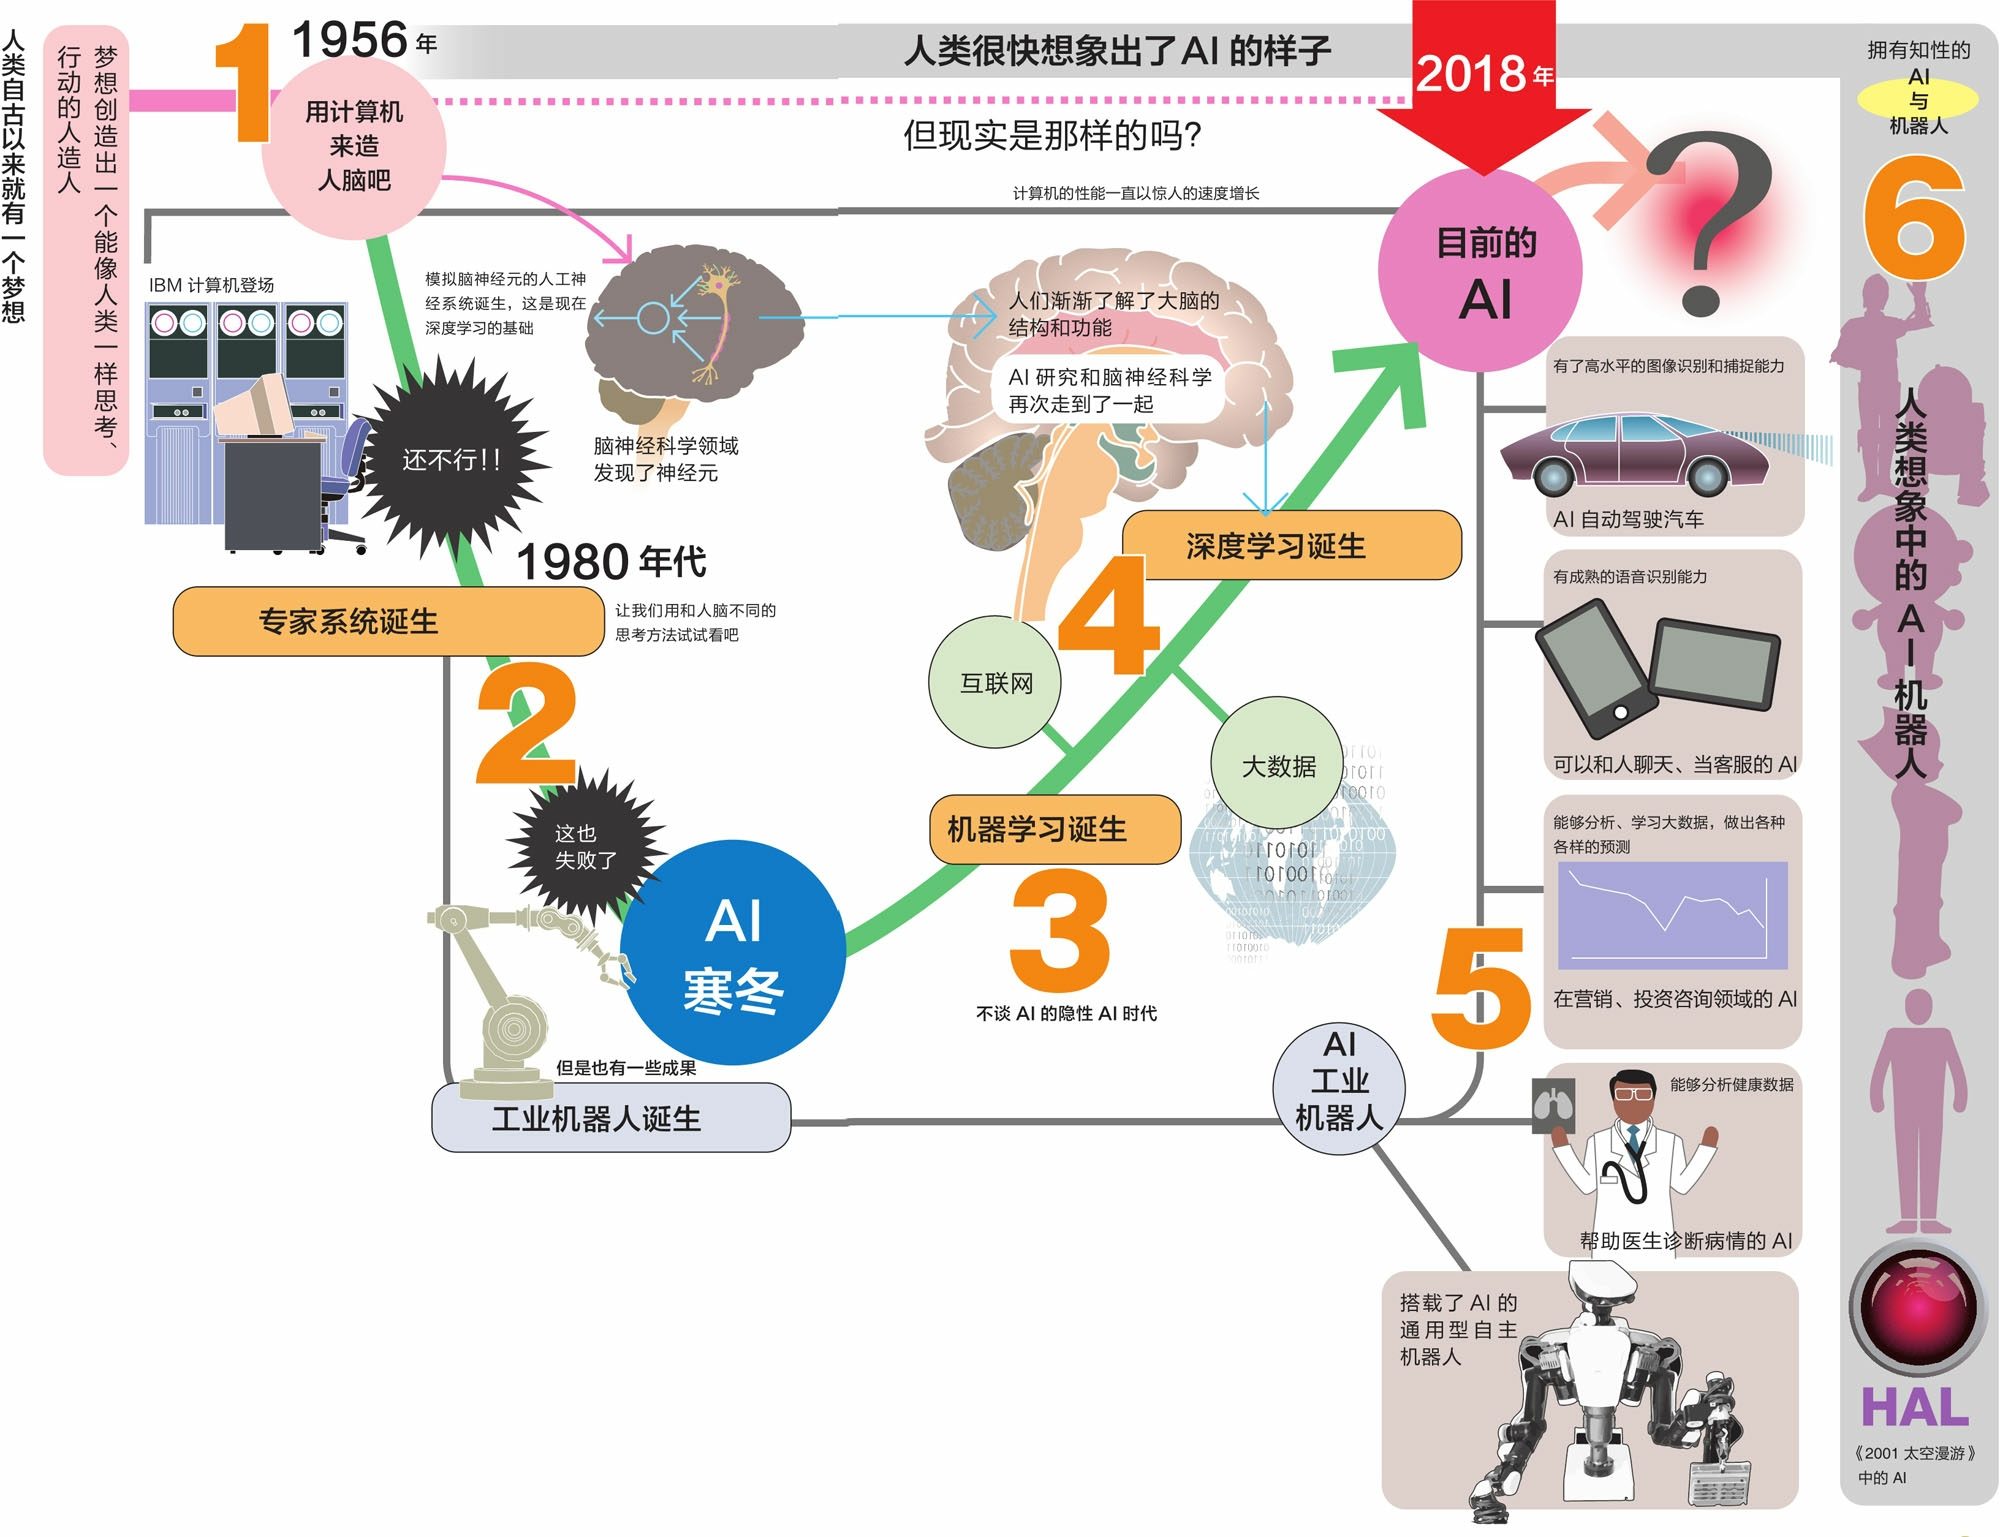 人类自古以来就有一个梦想
梦想创造出一个能像人类一样思考、
行动的人造人
1
1956 年
用计算机
来造
人脑吧
人类很快想象出了 AI 的样子
但现实是那样的吗?
2018 年
计算机的性能一直以惊人的速度增长
IBM 计算机登场
模拟脑神经元的人工神
经系统诞生，这是现在
深度学习的基础
还不行!!
脑神经科学领域
发现了神经元
人们渐渐了解了大脑的
结构和功能
AI 研究和脑神经科学
再次走到了一起
目前的
AI
?
1980 年代
专家系统诞生
让我们用和人脑不同的
思考方法试试看吧
2
这也
失败了
AI
寒冬
但是也有一些成果
工业机器人诞生
机器学习诞生
3
不谈 AI 的隐性 AI 时代
互联网
大数据
4
深度学习诞生
5
AI
工业
机器人
有了高水平的图像识别和捕捉能力
AI 自动驾驶汽车
有成熟的语音识别能力
可以和人聊天、当客服的 AI
能够分析、学习大数据，做出各种
各样的预测
在营销、投资咨询领域的 AI
能够分析健康数据
帮助医生诊断病情的 AI
搭载了 AI 的
通用型自主
机器人
拥有知性的
AI
与
机器人
6
人类想象中的 AI 机器人
HAL
《2001 太空漫游》
中的 AI